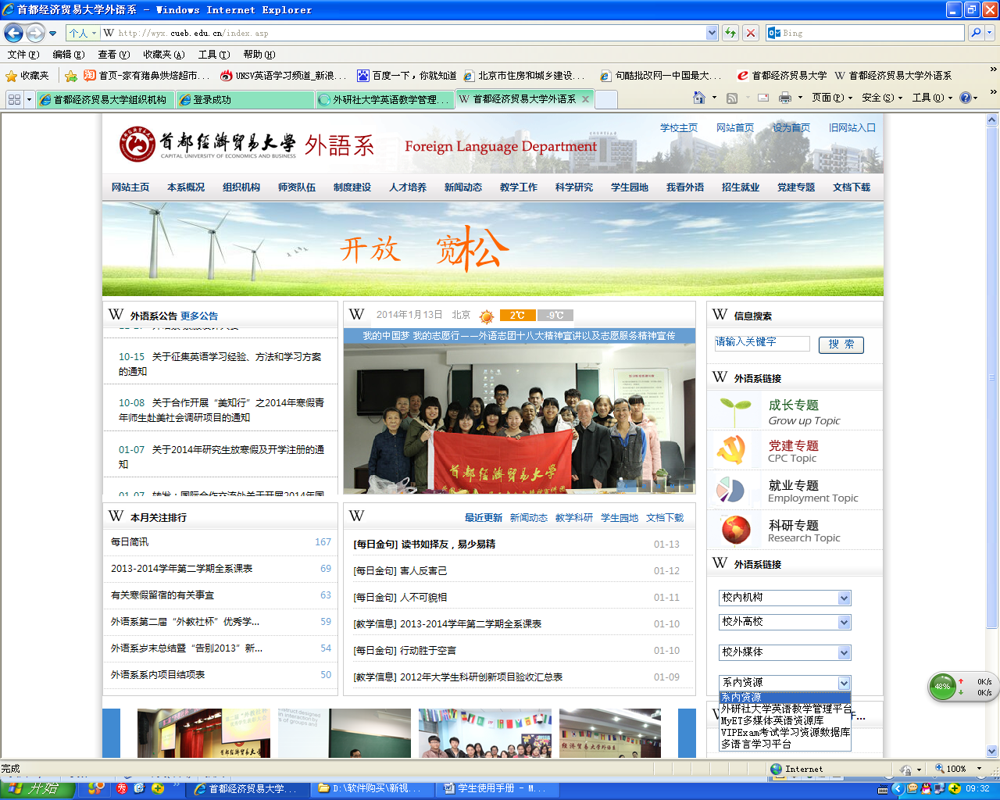 首都经济贸易大学外语系 - Windows Internet Explorer
个人 W http://wyx.cueb.edu.cn/index.asp Bing
文件(F) 编辑(E) 查看(V) 收藏夹(A) 工具(T) 帮助(H)
收藏夹 淘 首页-家有猪鼻烘焙超市... UNSV英语学习频道_新浪... 百度一下，你就知道 北京市住房和城乡建设... 句酷批改网—中国最大... 首都经济贸易大学 W 首都经济贸易大学外语系
首都经济贸易大学组织机构 登录成功 外研社大学英语教学管理... W 首都经济贸易大学外语系 页面(P) 安全(S) 工具(O)
学校主页 网站首页 设为首页 旧网站入口
首都经济贸易大学 外語系 Foreign Language Department
CAPITAL UNIVERSITY OF ECONOMICS AND BUSINESS
网站主页 本系概况 组织机构 师资队伍 制度建设 人才培养 新闻动态 教学工作 科学研究 学生园地 我看外语 招生就业 党建专题 文档下载
开放 宽松
W 外语系公告 更多公告
10-15 关于征集英语学习经验、方法和学习方案
的通知
10-08 关于合作开展“美知行”之2014年寒假青
年师生赴美社会调研项目的通知
01-07 关于2014年研究生放寒假及开学注册的通
知
01-07 转发：国际合作交流处关于开展2014年国
W 2014年1月13日 北京 2℃ -9℃
我的中国梦 我的志愿行——外语志团十八大精神宣讲以及志愿服务精神宣传
首都经济贸易大学
W 信息搜索
请输入关键字 搜 索
W 外语系链接
成长专题
Grow up Topic
党建专题
CPC Topic
就业专题
Employment Topic
科研专题
Research Topic
W 外语系链接
校内机构
校外高校
校外媒体
系内资源
系内资源
外研社大学英语教学管理平台
MyET多媒体英语资源库
VIPExam考试学习资源数据库
多语言学习平台
W 本月关注排行
每日简讯 167
2013-2014学年第二学期全系课表 69
有关寒假留宿的有关事宜 63
外语系第二届“外教社杯”优秀学... 59
外语系岁末总结暨“告别2013”新... 54
外语系系内项目结项表 50
W 最近更新 新闻动态 教学科研 学生园地 文档下载
[每日金句] 读书如择友，易少易精 01-13
[每日金句] 害人反害己 01-12
[每日金句] 人不可貌相 01-11
[教学信息] 2013-2014学年第二学期全系课表 01-10
[每日金句] 行动胜于空言 01-10
[教学信息] 2012年大学生科研创新项目验收汇总表 01-09
48% 0K/s
0K/s
完成 Internet 100%
开始 首都经济贸易大学... D:\软件购买\新视... 学生使用手册 - M... 09:32